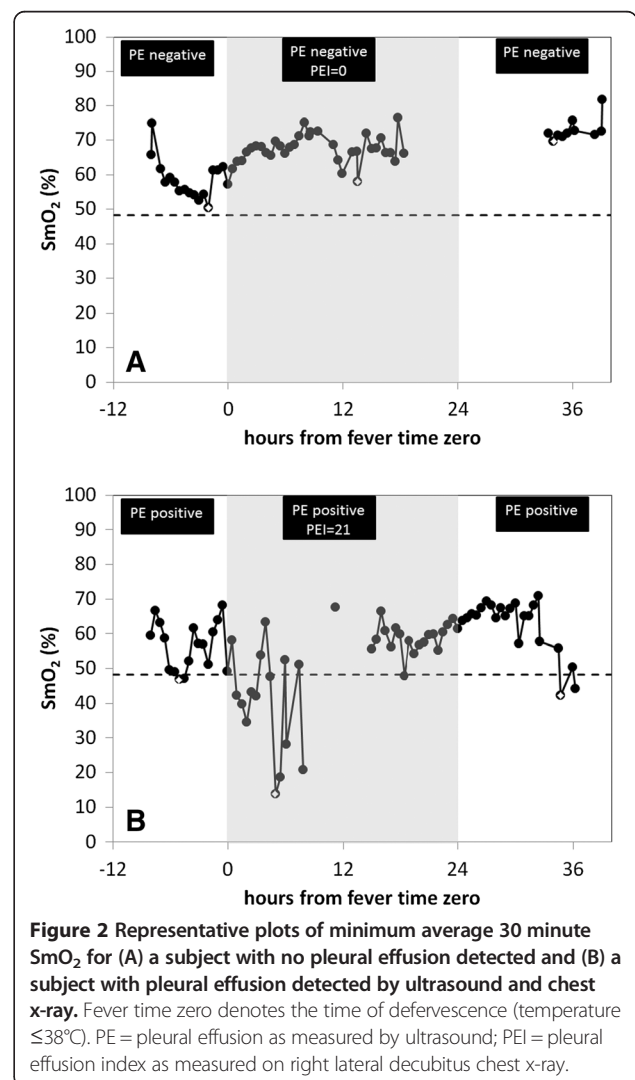 100
90
80
70
60
50
40
30
20
10
0
SmO₂ (%)
PE negative
PE negative
PEI=0
PE negative
A
-12 0 12 24 36
hours from fever time zero
100
90
80
70
60
50
40
30
20
10
0
SmO₂ (%)
PE positive
PE positive
PEI=21
PE positive
B
-12 0 12 24 36
hours from fever time zero
Figure 2 Representative plots of minimum average 30 minute
SmO₂ for (A) a subject with no pleural effusion detected and (B) a
subject with pleural effusion detected by ultrasound and chest
x-ray. Fever time zero denotes the time of defervescence (temperature
≤38°C). PE = pleural effusion as measured by ultrasound; PEI = pleural
effusion index as measured on right lateral decubitus chest x-ray.